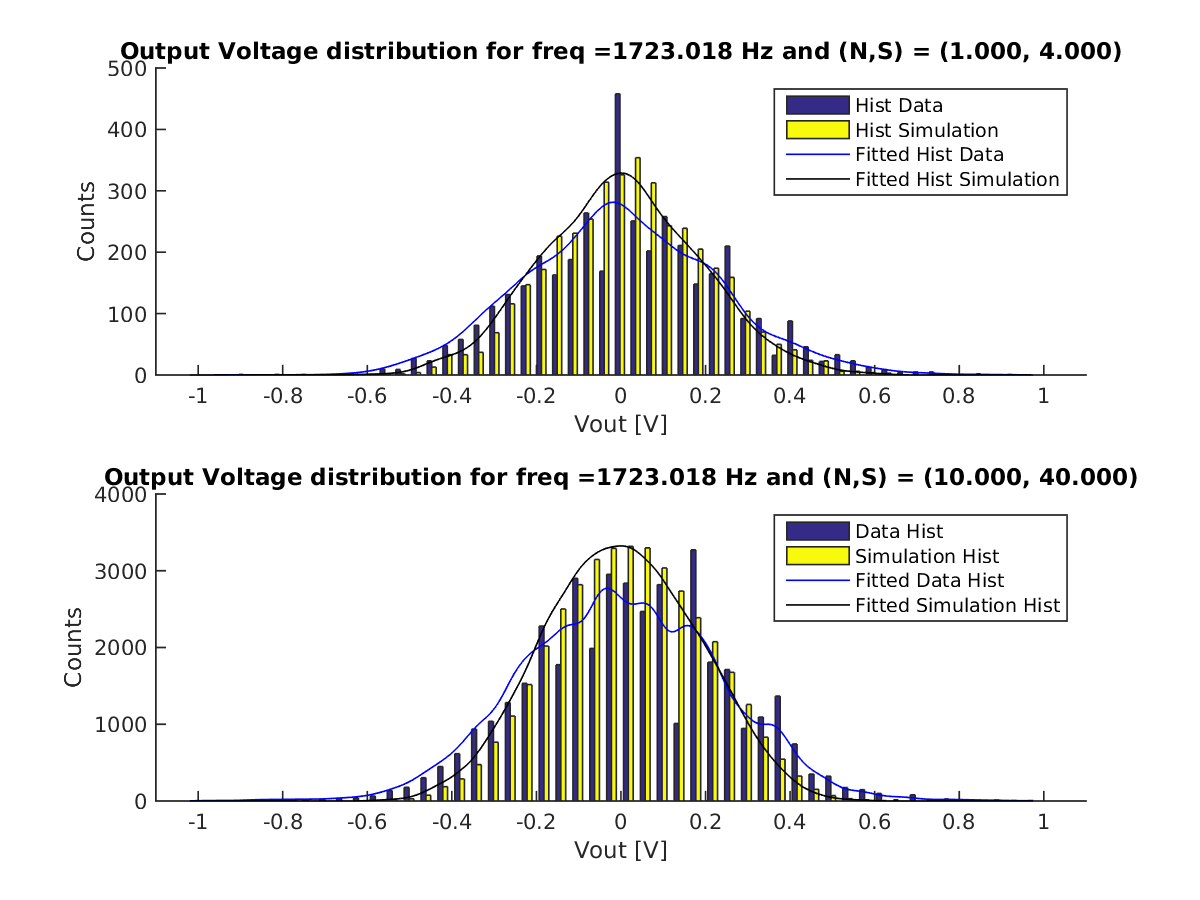 Output Voltage distribution for freq =1723.018 Hz and (N,S) = (1.000, 4.000)
500
400
300
200
100
0
Counts
Hist Data
Hist Simulation
Fitted Hist Data
Fitted Hist Simulation
-1 -0.8 -0.6 -0.4 -0.2 0 0.2 0.4 0.6 0.8 1
Vout [V]
Output Voltage distribution for freq =1723.018 Hz and (N,S) = (10.000, 40.000)
4000
3000
2000
1000
0
Counts
Data Hist
Simulation Hist
Fitted Data Hist
Fitted Simulation Hist
-1 -0.8 -0.6 -0.4 -0.2 0 0.2 0.4 0.6 0.8 1
Vout [V]